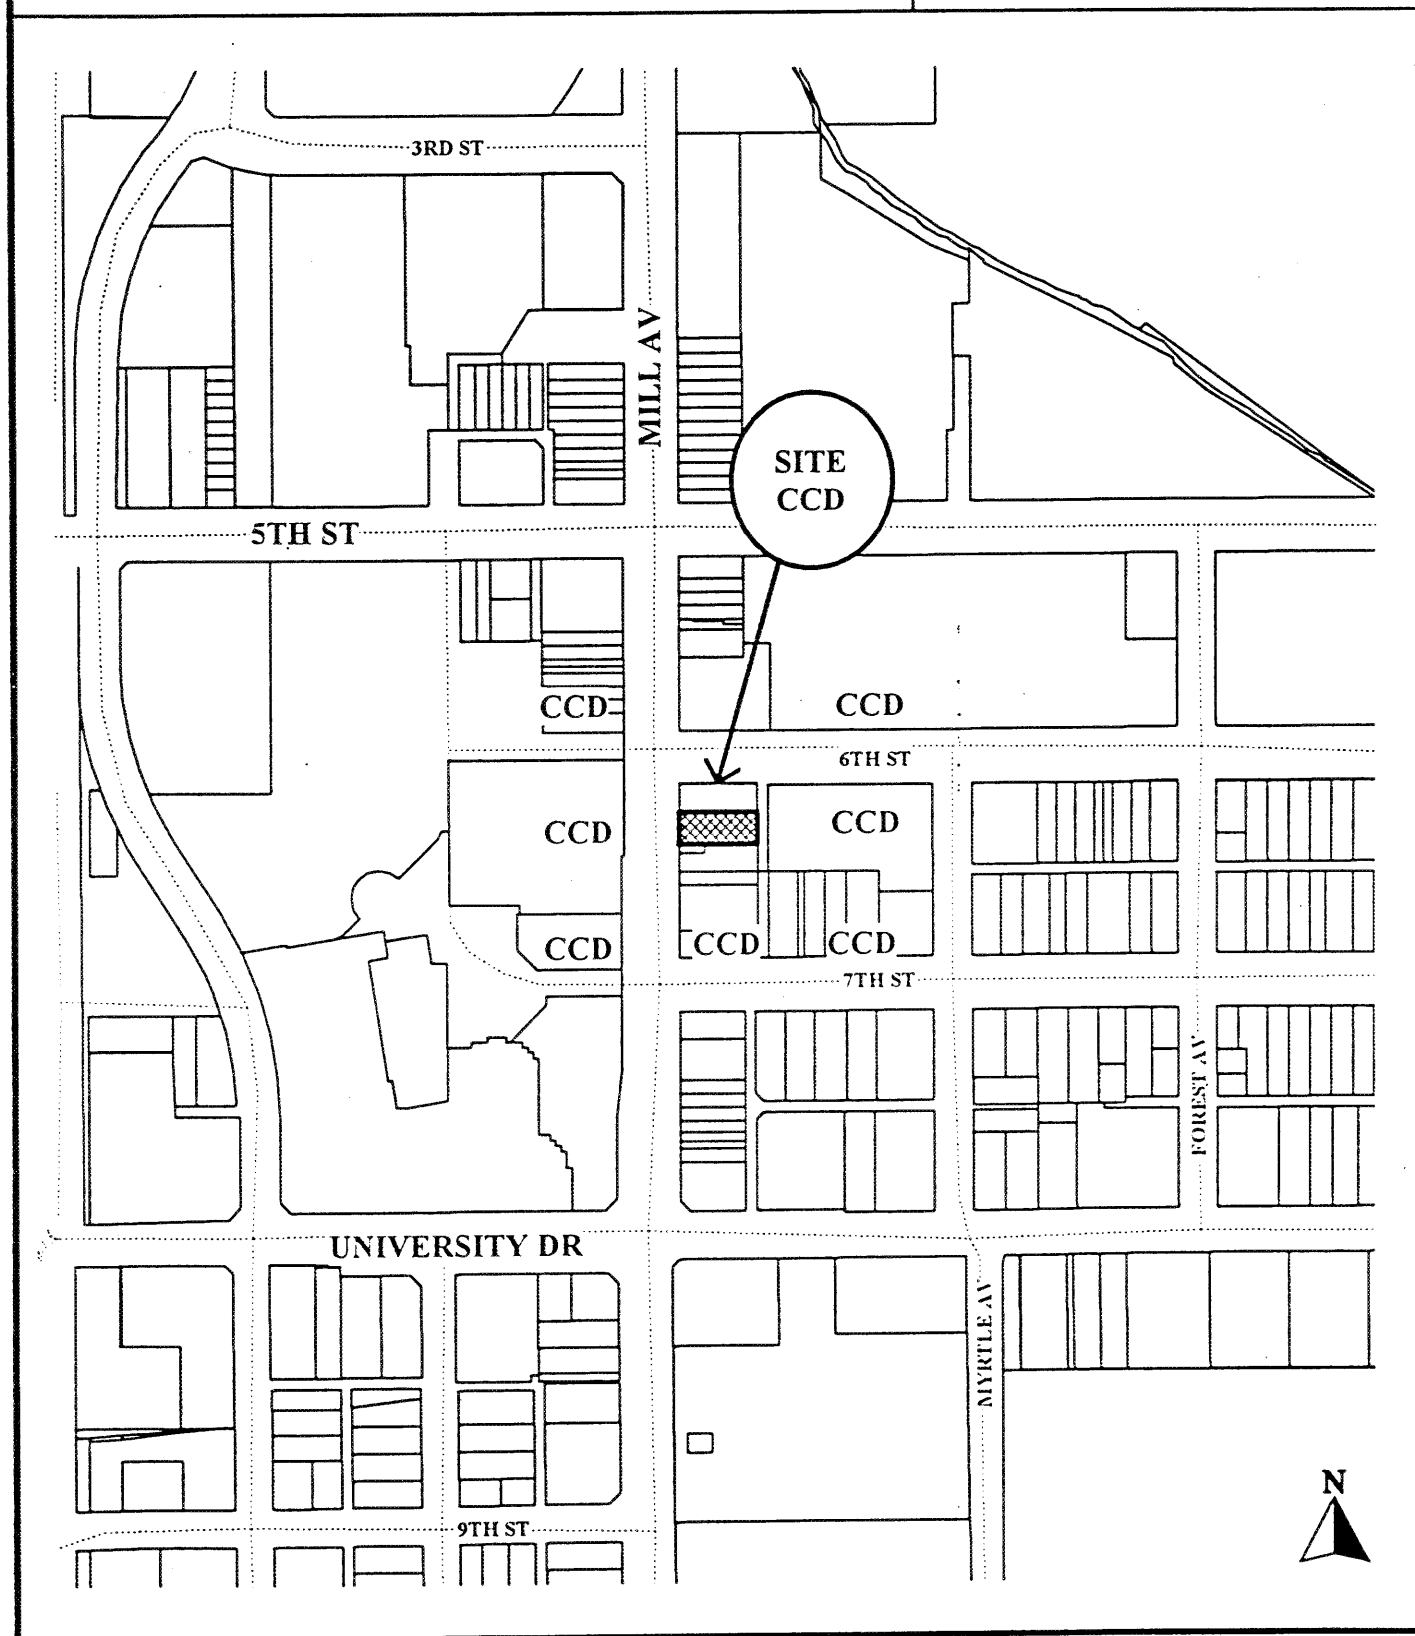 3RD ST
MILL AV
SITE
CCD
5TH ST
CCD
CCD
6TH ST
CCD
CCD
CCD
CCD
CCD
7TH ST
FOREST AV
UNIVERSITY DR
MYRTLE AV
N
9TH ST